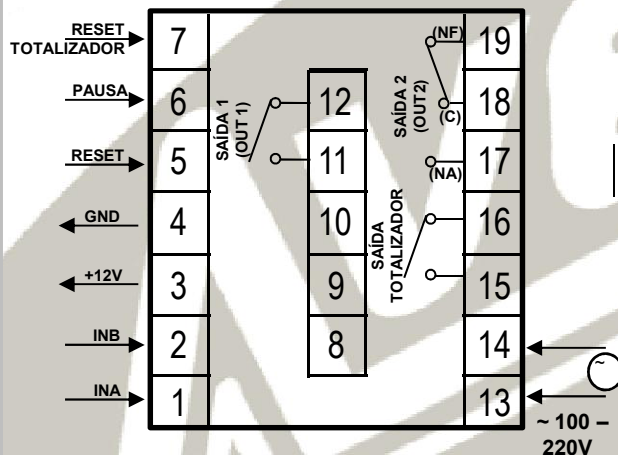 RESET
TOTALIZADOR
7
PAUSA
6
RESET
5
GND
4
+12V
3
INB
2
INA
1
SAÍDA 1
(OUT 1)
12
11
10
9
8
SAÍDA 2
(OUT2)
(NF)
19
(C)
18
(NA)
17
SAÍDA
TOTALIZADOR
16
15
14
13
~
~ 100 –
220V